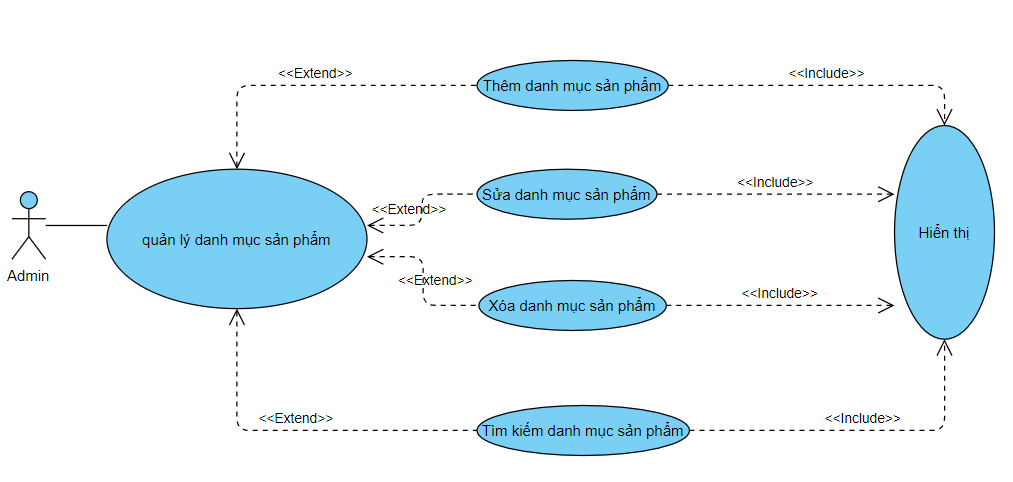 <<Extend>>
Thêm danh mục sản phẩm
<<Include>>
Sửa danh mục sản phẩm
<<Include>>
<<Extend>>
quản lý danh mục sản phẩm
Hiển thị
Admin
<<Extend>>
Xóa danh mục sản phẩm
<<Include>>
<<Extend>>
Tìm kiếm danh mục sản phẩm
<<Include>>